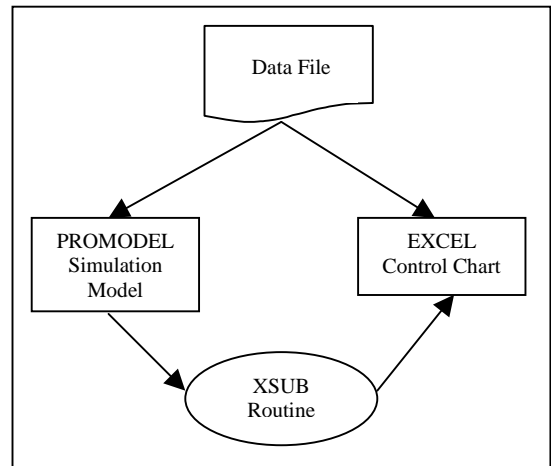 Data File
PROMODEL
Simulation
Model
EXCEL
Control Chart
XSUB
Routine